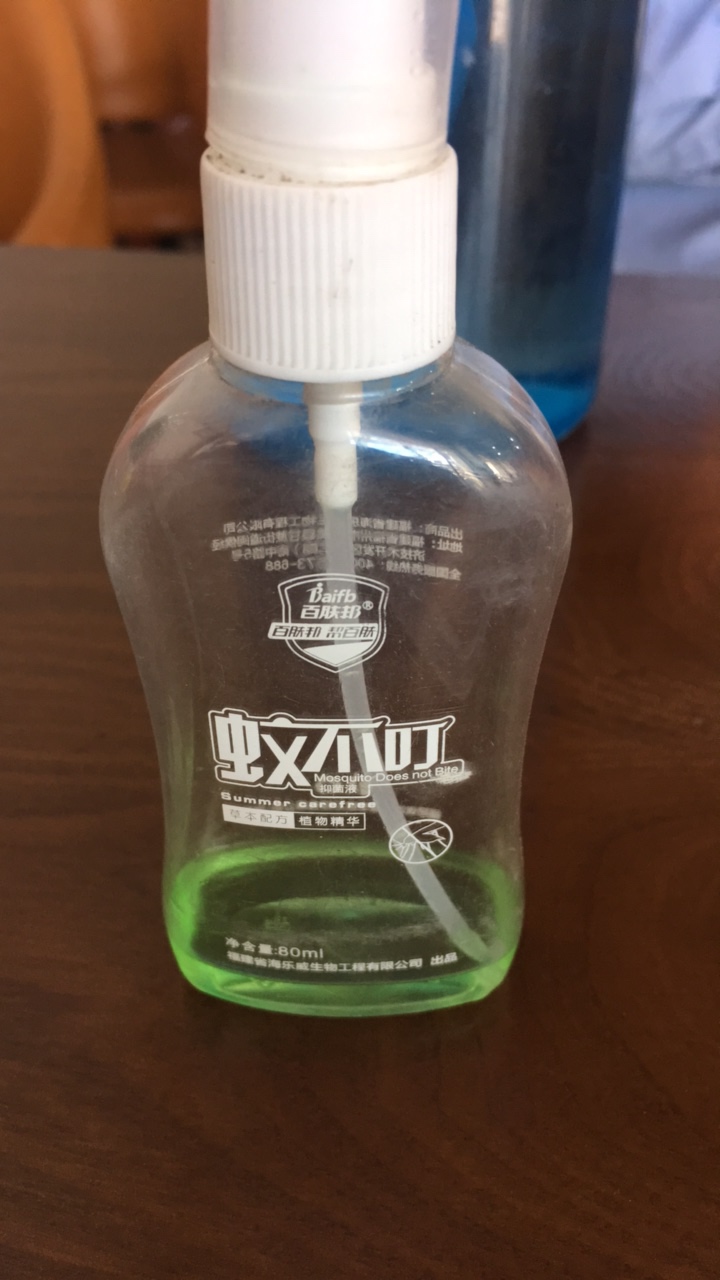 Baifb
百肤邦®
百肤邦 帮百肤
蚊不叮
Mosquito Does not Bite
抑菌液
Summer carefree
草本配方 植物精华
净含量:80ml
福建省海乐威生物工程有限公司 出品